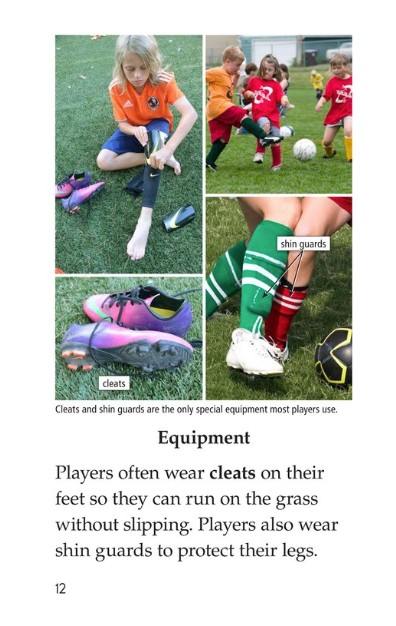 shin guards
cleats
Cleats and shin guards are the only special equipment most players use.
Equipment
Players often wear cleats on their
feet so they can run on the grass
without slipping. Players also wear
shin guards to protect their legs.
12